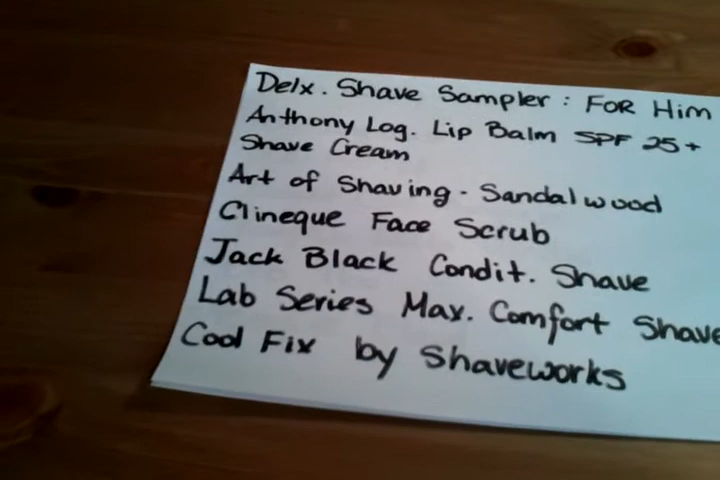 Delx. Shave Sampler: FOR Him
Anthony Log. Lip Balm SPF 25+
Shave Cream
Art of Shaving - Sandalwood
Clineque Face Scrub
Jack Black Condit. Shave
Lab Series Max. Comfort Shave
Cool Fix by Shaveworks